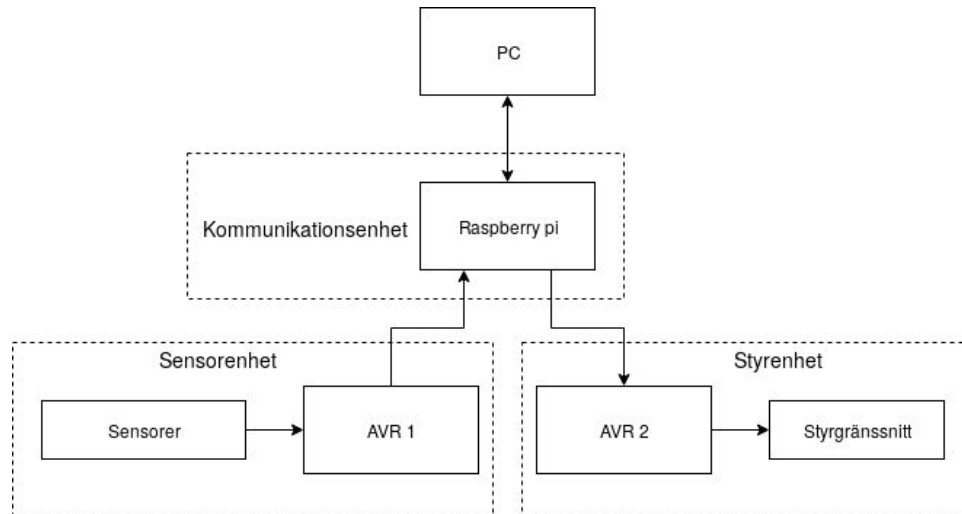 PC
Kommunikationsenhet
Raspberry pi
Sensorenhet
Styrenhet
Sensorer
AVR 1
AVR 2
Styrgränssnitt